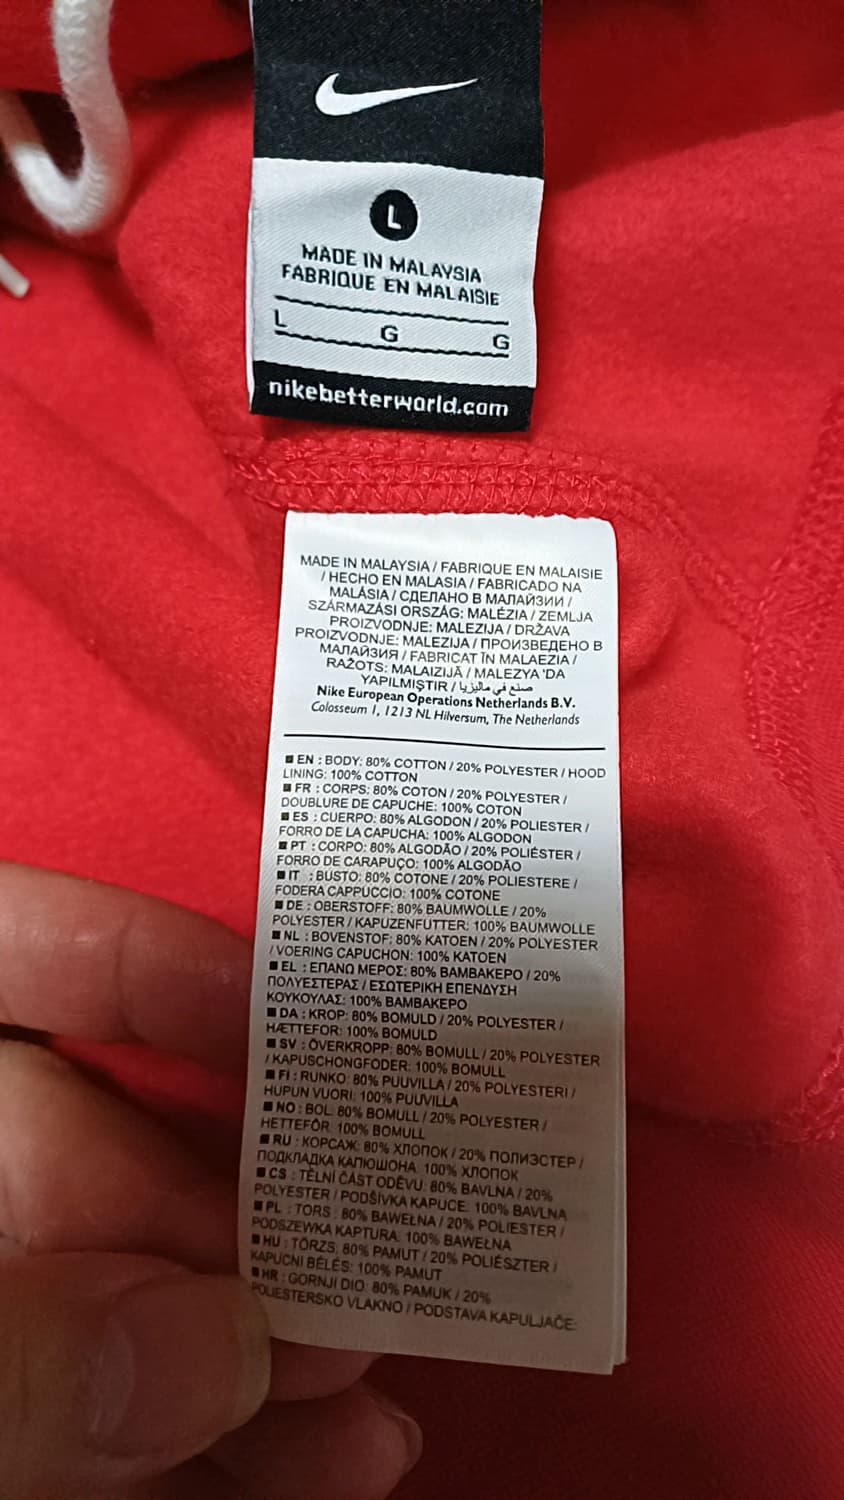 L
MADE IN MALAYSIA
FABRIQUE EN MALAISIE
L G G
nikebetterworld.com
MADE IN MALAYSIA / FABRIQUE EN MALAISIE
/ HECHO EN MALASIA / FABRICADO NA
MALÁSIA / СДЕЛАНО В МАЛАЙЗИИ /
SZÁRMAZÁSI ORSZÁG: MALÉZIA / ZEMLJA
PROIZVODNJE: MALEZIJA / DRŽAVA
PROIZVODNJE: MALEZIJA / ПРОИЗВЕДЕНО В
МАЛАЙЗИЯ / FABRICAT ÎN MALAEZIA /
RAŽOTS: MALAIZIJĀ / MALEZYA 'DA
YAPILMIŞTIR / صنع في ماليزيا
Nike European Operations Netherlands B.V.
Colosseum 1, 1213 NL Hilversum, The Netherlands
■ EN : BODY: 80% COTTON / 20% POLYESTER / HOOD
LINING: 100% COTTON
■ FR : CORPS: 80% COTON / 20% POLYESTER /
DOUBLURE DE CAPUCHE: 100% COTON
■ ES : CUERPO: 80% ALGODON / 20% POLIESTER /
FORRO DE LA CAPUCHA: 100% ALGODON
■ PT : CORPO: 80% ALGODÃO / 20% POLIÉSTER /
FORRO DE CARAPUÇO: 100% ALGODÃO
■ IT : BUSTO: 80% COTONE / 20% POLIESTERE /
FODERA CAPPUCCIO: 100% COTONE
■ DE : OBERSTOFF: 80% BAUMWOLLE / 20%
POLYESTER / KAPUZENFUTTER: 100% BAUMWOLLE
■ NL : BOVENSTOF: 80% KATOEN / 20% POLYESTER
/ VOERING CAPUCHON: 100% KATOEN
■ EL : ΕΠΑΝΩ ΜΕΡΟΣ: 80% ΒΑΜΒΑΚΕΡΟ / 20%
ΠΟΛΥΕΣΤΕΡΑΣ / ΕΣΩΤΕΡΙΚΗ ΕΠΕΝΔΥΣΗ
ΚΟΥΚΟΥΛΑΣ: 100% ΒΑΜΒΑΚΕΡΟ
■ DA : KROP: 80% BOMULD / 20% POLYESTER /
HÆTTEFOR: 100% BOMULD
■ SV : ÖVERKROPP: 80% BOMULL / 20% POLYESTER
/ KAPUSCHONGFODER: 100% BOMULL
■ FI : RUNKO: 80% PUUVILLA / 20% POLYESTERI /
HUPUN VUORI: 100% PUUVILLA
■ NO : BOL: 80% BOMULL / 20% POLYESTER /
HETTEFÔR: 100% BOMULL
■ RU : КОРСАЖ: 80% ХЛОПОК / 20% ПОЛИЭСТЕР /
ПОДКЛАДКА КАПЮШОНА: 100% ХЛОПОК
■ CS : TĚLNÍ ČÁST ODĚVU: 80% BAVLNA / 20%
POLYESTER / PODŠÍVKA KAPUCE: 100% BAVLNA
■ PL : TORS : 80% BAWEŁNA / 20% POLIESTER /
PODSZEWKA KAPTURA: 100% BAWEŁNA
■ HU : TÖRZS: 80% PAMUT / 20% POLIÉSZTER /
KAPUCNI BÉLÉS: 100% PAMUT
■ HR : GORNJI DIO: 80% PAMUK / 20%
POLIESTERSKO VLAKNO / PODSTAVA KAPULJAČE: